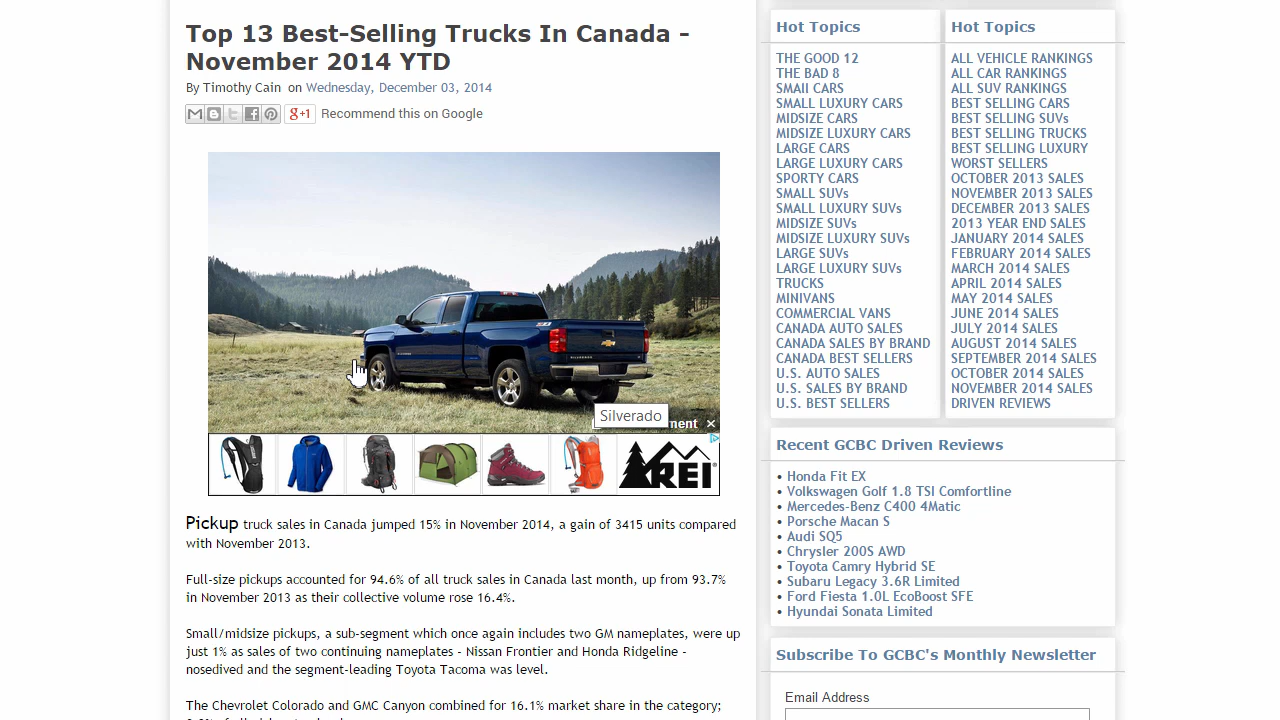 Top 13 Best-Selling Trucks In Canada -
November 2014 YTD
By Timothy Cain on Wednesday, December 03, 2014
g+1 Recommend this on Google
Silverado
ment
REI
Pickup truck sales in Canada jumped 15% in November 2014, a gain of 3415 units compared
with November 2013.
Full-size pickups accounted for 94.6% of all truck sales in Canada last month, up from 93.7%
in November 2013 as their collective volume rose 16.4%.
Small/midsize pickups, a sub-segment which once again includes two GM nameplates, were up
just 1% as sales of two continuing nameplates - Nissan Frontier and Honda Ridgeline -
nosedived and the segment-leading Toyota Tacoma was level.
The Chevrolet Colorado and GMC Canyon combined for 16.1% market share in the category;
Hot Topics
THE GOOD 12
THE BAD 8
SMAll CARS
SMALL LUXURY CARS
MIDSIZE CARS
MIDSIZE LUXURY CARS
LARGE CARS
LARGE LUXURY CARS
SPORTY CARS
SMALL SUVs
SMALL LUXURY SUVs
MIDSIZE SUVs
MIDSIZE LUXURY SUVs
LARGE SUVs
LARGE LUXURY SUVs
TRUCKS
MINIVANS
COMMERCIAL VANS
CANADA AUTO SALES
CANADA SALES BY BRAND
CANADA BEST SELLERS
U.S. AUTO SALES
U.S. SALES BY BRAND
U.S. BEST SELLERS
Hot Topics
ALL VEHICLE RANKINGS
ALL CAR RANKINGS
ALL SUV RANKINGS
BEST SELLING CARS
BEST SELLING SUVs
BEST SELLING TRUCKS
BEST SELLING LUXURY
WORST SELLERS
OCTOBER 2013 SALES
NOVEMBER 2013 SALES
DECEMBER 2013 SALES
2013 YEAR END SALES
JANUARY 2014 SALES
FEBRUARY 2014 SALES
MARCH 2014 SALES
APRIL 2014 SALES
MAY 2014 SALES
JUNE 2014 SALES
JULY 2014 SALES
AUGUST 2014 SALES
SEPTEMBER 2014 SALES
OCTOBER 2014 SALES
NOVEMBER 2014 SALES
DRIVEN REVIEWS
Recent GCBC Driven Reviews
• Honda Fit EX
• Volkswagen Golf 1.8 TSI Comfortline
• Mercedes-Benz C400 4Matic
• Porsche Macan S
• Audi SQ5
• Chrysler 200S AWD
• Toyota Camry Hybrid SE
• Subaru Legacy 3.6R Limited
• Ford Fiesta 1.0L EcoBoost SFE
• Hyundai Sonata Limited
Subscribe To GCBC's Monthly Newsletter
Email Address